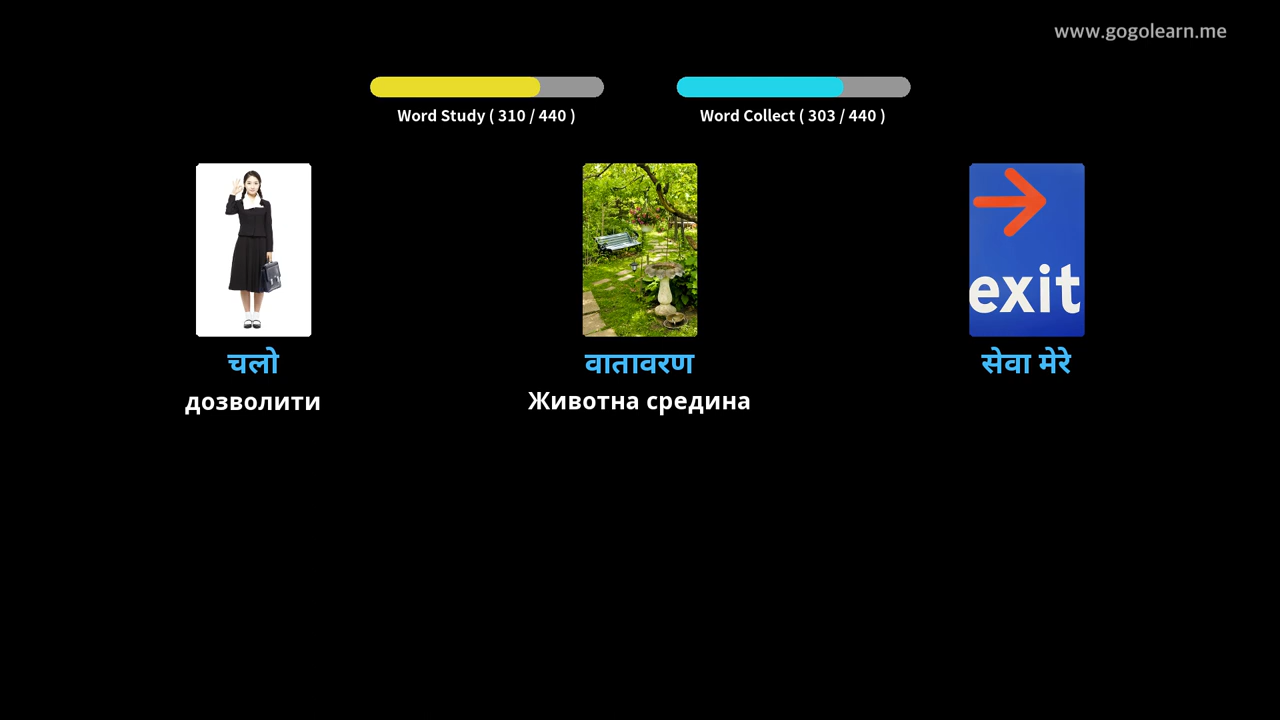 www.gogolearn.me
Word Study ( 310 / 440 )
Word Collect ( 303 / 440 )
exit
चलो
वातावरण
सेवा मेरे
дозволити
Животна средина